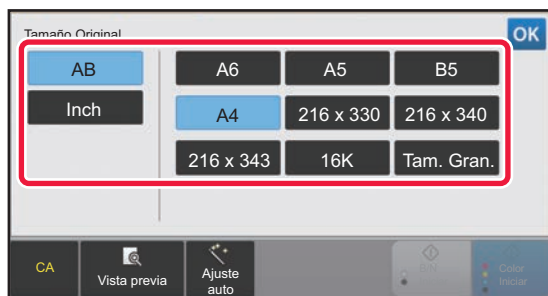 Tamaño Original
OK
AB
A6
A5
B5
Inch
A4
216 x 330
216 x 340
216 x 343
16K
Tam. Gran.
CA
Vista previa
Ajuste
auto
B/N
Iniciar
Color
Iniciar